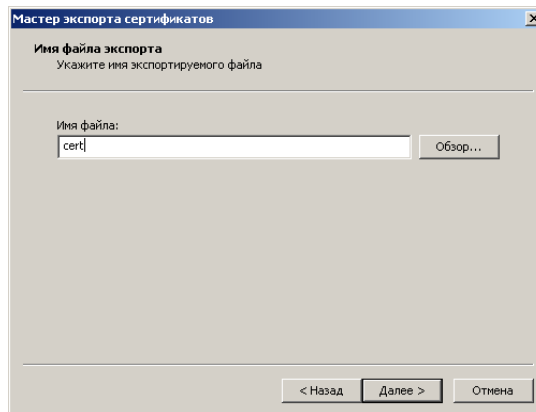 Мастер экспорта сертификатов
Имя файла экспорта
Укажите имя экспортируемого файла
Имя файла:
cert
Обзор...
< Назад
Далее >
Отмена